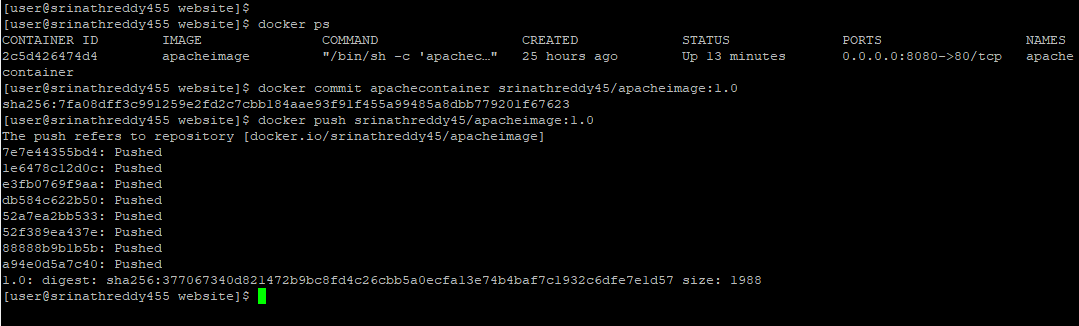 [user@srinathreddy455 website]$
[user@srinathreddy455 website]$ docker ps
CONTAINER ID        IMAGE               COMMAND                  CREATED             STATUS              PORTS                  NAMES
2c5d426474d4        apacheimage         "/bin/sh -c 'apachec…"   25 hours ago        Up 13 minutes       0.0.0.0:8080->80/tcp   apache
container
[user@srinathreddy455 website]$ docker commit apachecontainer srinathreddy45/apacheimage:1.0
sha256:7fa08dff3c991259e2fd2c7cbb184aae93f91f455a99485a8dbb779201f67623
[user@srinathreddy455 website]$ docker push srinathreddy45/apacheimage:1.0
The push refers to repository [docker.io/srinathreddy45/apacheimage]
7e7e44355bd4: Pushed
1e6478c12d0c: Pushed
e3fb0769f9aa: Pushed
db584c622b50: Pushed
52a7ea2bb533: Pushed
52f389ea437e: Pushed
88888b9b1b5b: Pushed
a94e0d5a7c40: Pushed
1.0: digest: sha256:377067340d821472b9bc8fd4c26cbb5a0ecfa13e74b4baf7c1932c6dfe7e1d57 size: 1988
[user@srinathreddy455 website]$